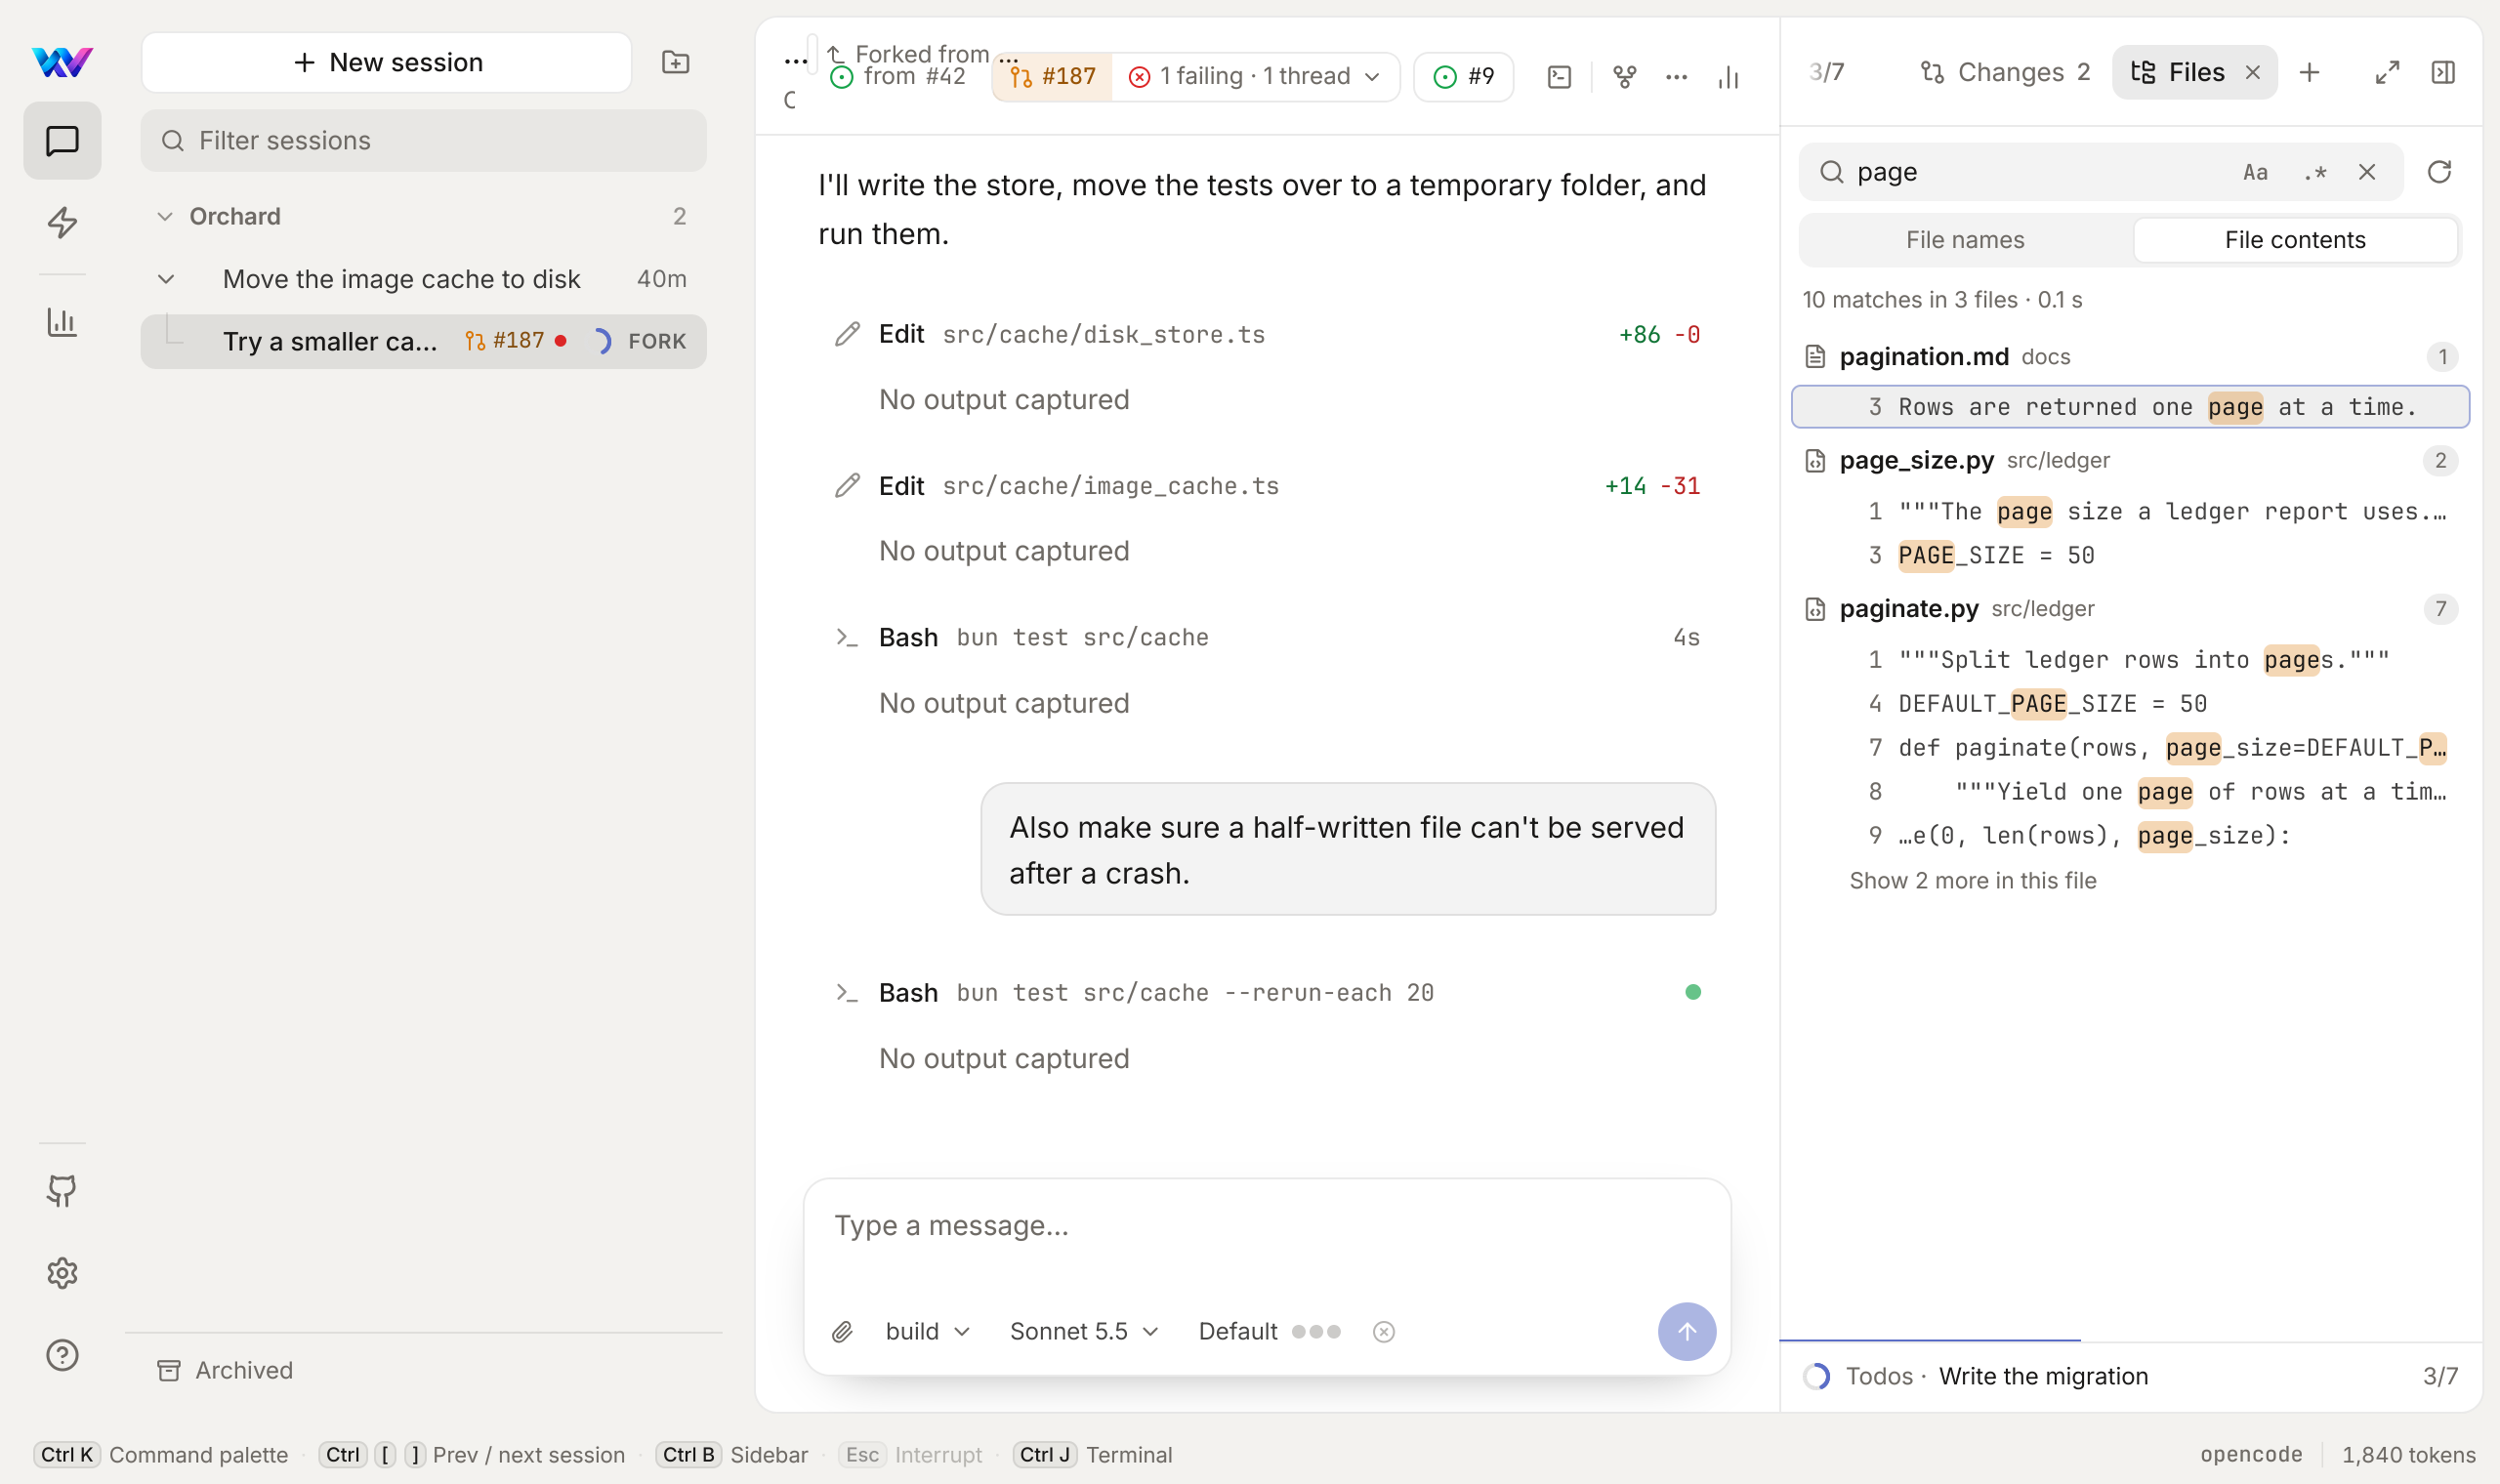 New session
Filter sessions
Orchard 2
Move the image cache to disk 40m
Try a smaller ca... #187 FORK
Archived
... Forked from ...
from #42
#187 1 failing · 1 thread
#9
I'll write the store, move the tests over to a temporary folder, and
run them.
Edit src/cache/disk_store.ts +86 -0
No output captured
Edit src/cache/image_cache.ts +14 -31
No output captured
Bash bun test src/cache 4s
No output captured
Also make sure a half-written file can't be served
after a crash.
Bash bun test src/cache --rerun-each 20
No output captured
Type a message...
build Sonnet 5.5 Default
3/7 Changes 2 Files
page Aa .*
File names File contents
10 matches in 3 files · 0.1 s
pagination.md docs 1
3 Rows are returned one page at a time.
page_size.py src/ledger 2
1 """The page size a ledger report uses.…
3 PAGE_SIZE = 50
paginate.py src/ledger 7
1 """Split ledger rows into pages."""
4 DEFAULT_PAGE_SIZE = 50
7 def paginate(rows, page_size=DEFAULT_P…
8 """Yield one page of rows at a tim…
9 …e(0, len(rows), page_size):
Show 2 more in this file
Todos · Write the migration 3/7
Ctrl K Command palette · Ctrl [ ] Prev / next session · Ctrl B Sidebar · Esc Interrupt · Ctrl J Terminal
opencode 1,840 tokens